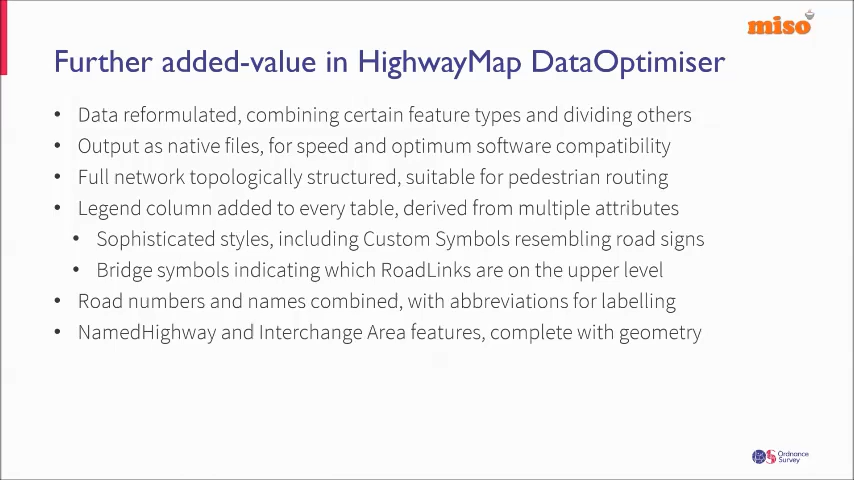 miso
Further added-value in HighwayMap DataOptimiser
• Data reformulated, combining certain feature types and dividing others
• Output as native files, for speed and optimum software compatibility
• Full network topologically structured, suitable for pedestrian routing
• Legend column added to every table, derived from multiple attributes
• Sophisticated styles, including Custom Symbols resembling road signs
• Bridge symbols indicating which RoadLinks are on the upper level
• Road numbers and names combined, with abbreviations for labelling
• NamedHighway and Interchange Area features, complete with geometry
Ordnance
Survey